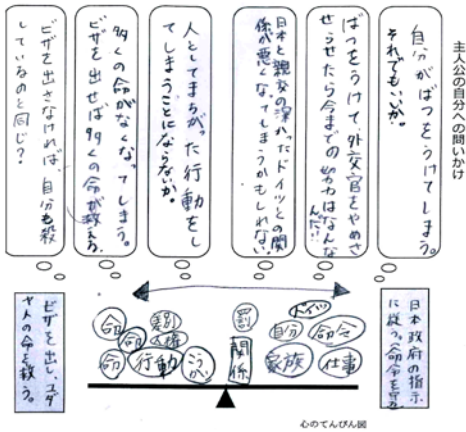 主人公の自分への問いかけ
自分がばつをうけてしまう。
それでもいいか。
ばつをうけて、外交官をやめさ
せられたら今までの努力はなんな
んだ!!
日本と親交の深かったドイツとの関
係が悪くなってしまうかもしれない。
人としてまちがった行動をし
てしまうことにならないか。
多くの命がなくなってしまう。
ビザを出せば多くの命が救える。
ビザを出さなければ、自分も殺
しているのと同じ?
日本政府の指示
に従う。命令を守る
ドイツ
自分
命令
家族
仕事
罰
関係
差別
人権
命
命
命
行動
ビザを出し、ユダ
ヤ人の命を救う。
心のてんびん図